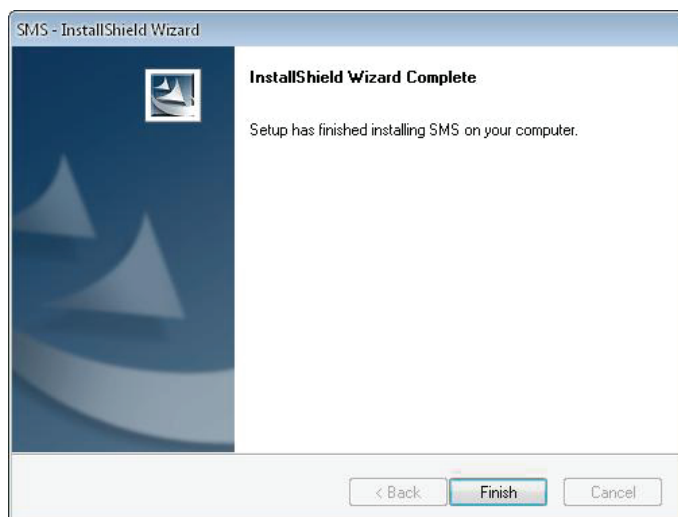 SMS - InstallShield Wizard
InstallShield Wizard Complete
Setup has finished installing SMS on your computer.
< Back Finish Cancel